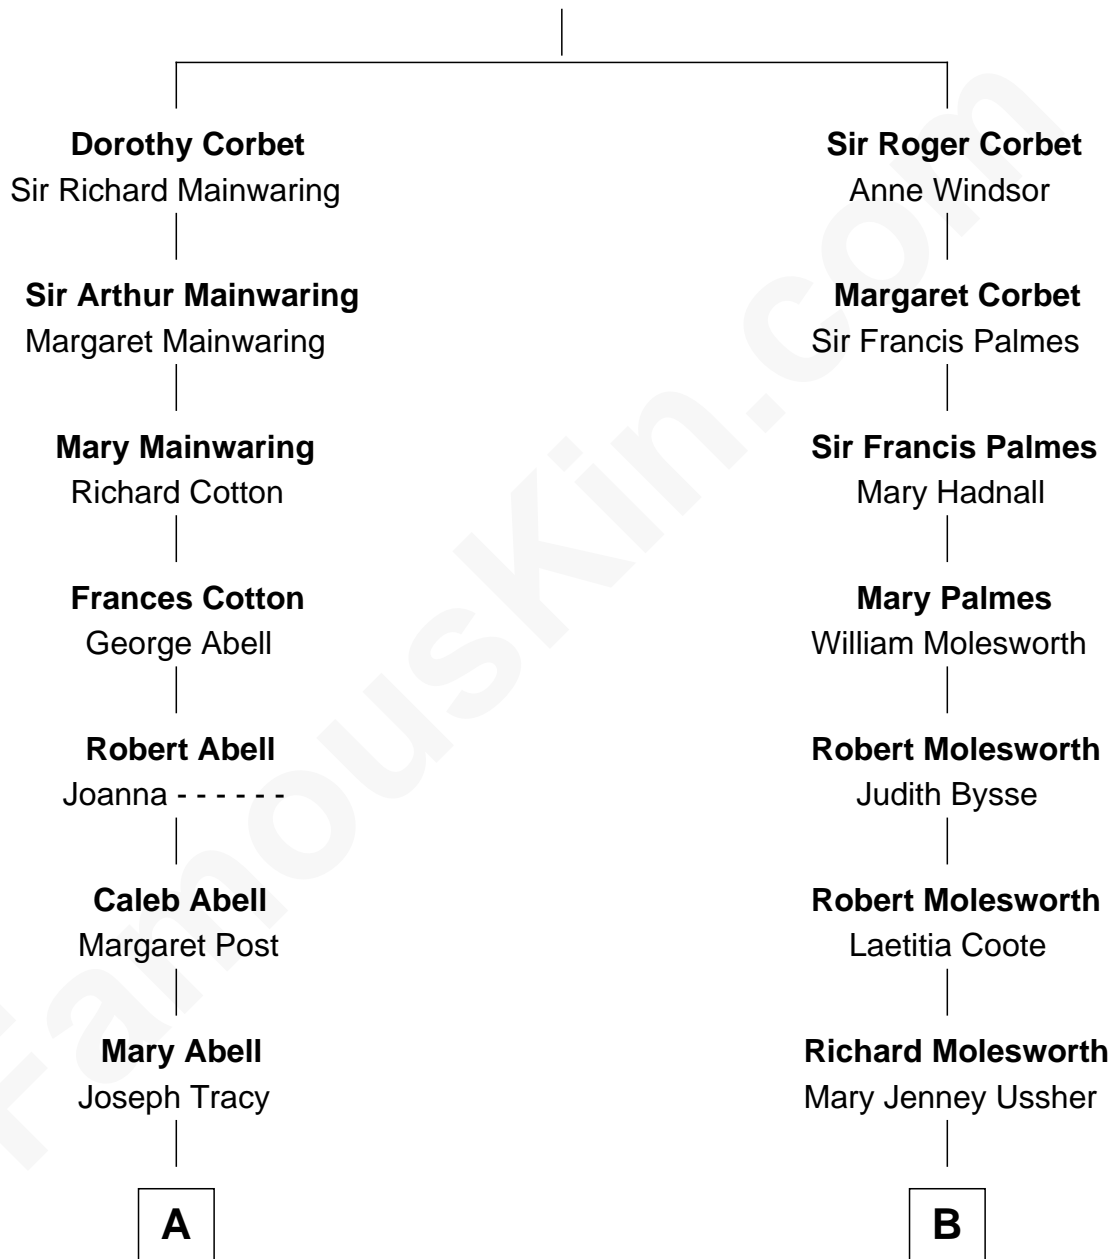 Dorothy Corbet
Sir Richard Mainwaring
Sir Roger Corbet
Anne Windsor
Sir Arthur Mainwaring
Margaret Mainwaring
Margaret Corbet
Sir Francis Palmes
Mary Mainwaring
Richard Cotton
Sir Francis Palmes
Mary Hadnall
Frances Cotton
George Abell
Mary Palmes
William Molesworth
Robert Abell
Joanna - - - - - -
Robert Molesworth
Judith Bysse
Caleb Abell
Margaret Post
Robert Molesworth
Laetitia Coote
Mary Abell
Joseph Tracy
Richard Molesworth
Mary Jenney Ussher
A
B
FamousKin.com